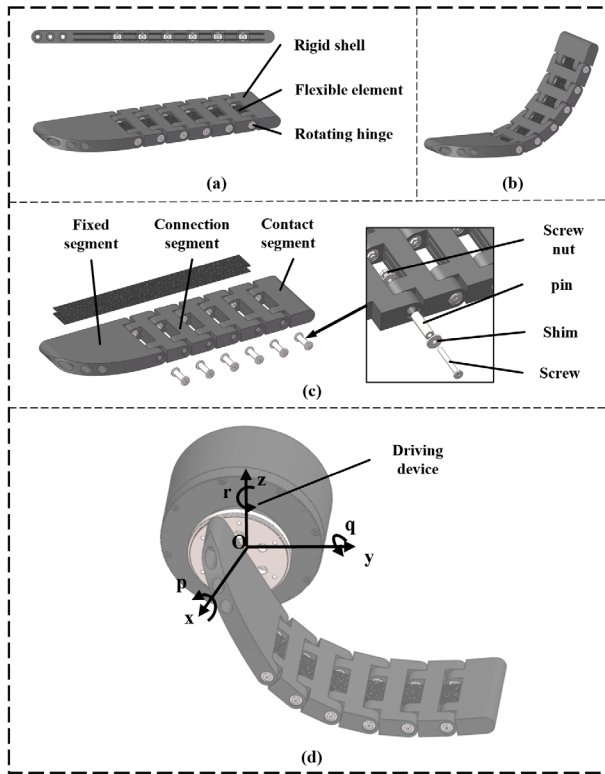 Rigid shell
Flexible element
Rotating hinge
(a)
(b)
Fixed
segment
Connection
segment
Contact
segment
Screw
nut
pin
Shim
Screw
(c)
Driving
device
z
r
q
O
y
p
x
(d)